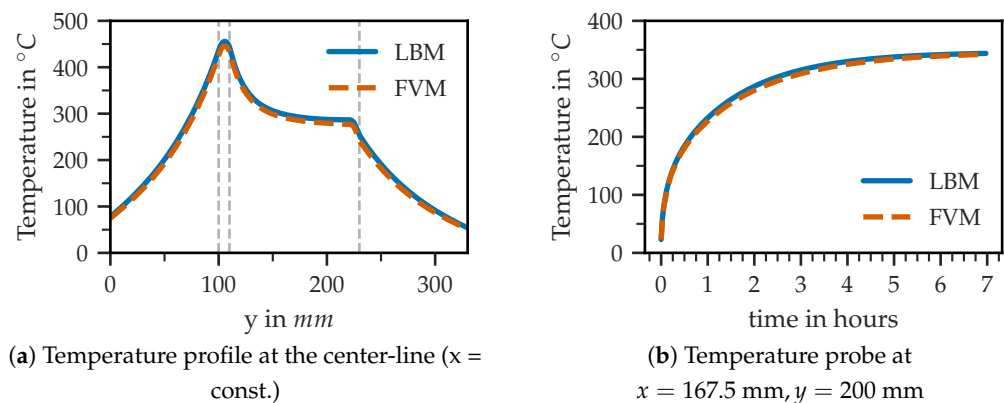 Temperature in °C
500
400
300
200
100
0
LBM
FVM
0
100
200
300
y in mm
(a) Temperature profile at the center-line (x =
const.)
Temperature in °C
400
300
200
100
0
LBM
FVM
0
1
2
3
4
5
6
7
time in hours
(b) Temperature probe at
x = 167.5 mm, y = 200 mm